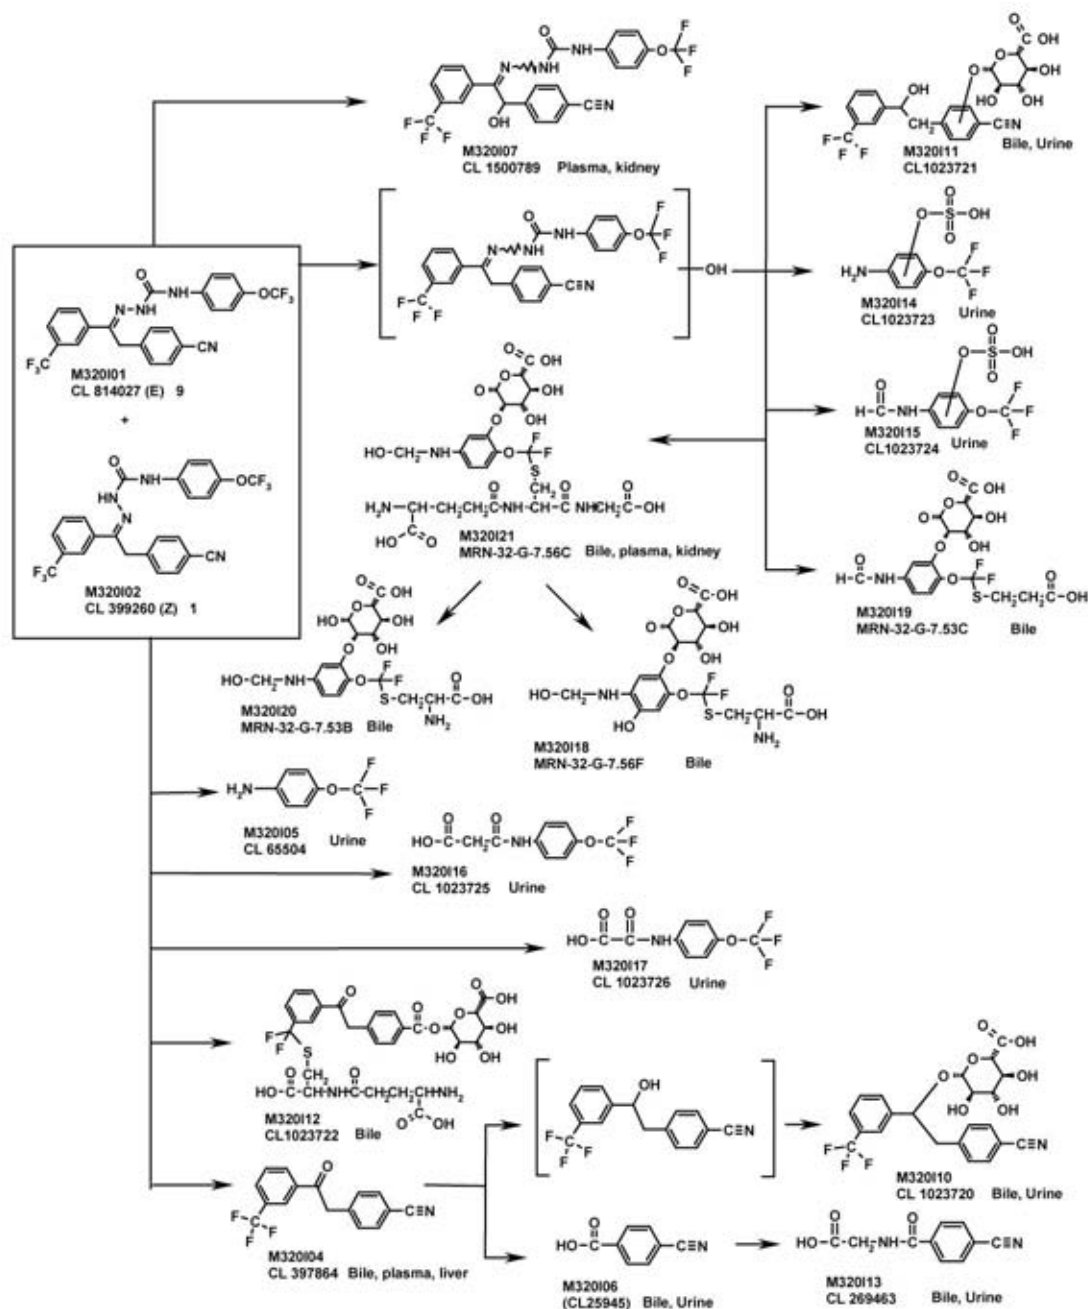 M320I07
CL 1500789 Plasma, kidney
M320I11 Bile, Urine
CL1023721
M320I14 Urine
CL1023723
M320I15 Urine
CL1023724
M320I01
CL 814027 (E) 9
+
M320I02
CL 399260 (Z) 1
M320I21
MRN-32-G-7.56C Bile, plasma, kidney
M320I19
MRN-32-G-7.53C Bile
M320I20
MRN-32-G-7.53B Bile
M320I18
MRN-32-G-7.56F Bile
M320I05 Urine
CL 65504
M320I16
CL 1023725 Urine
M320I17
CL 1023726 Urine
M320I12
CL1023722 Bile
M320I10
CL 1023720 Bile, Urine
M320I04
CL 397864 Bile, plasma, liver
M320I06
(CL25945) Bile, Urine
M320I13
CL 269463 Bile, Urine